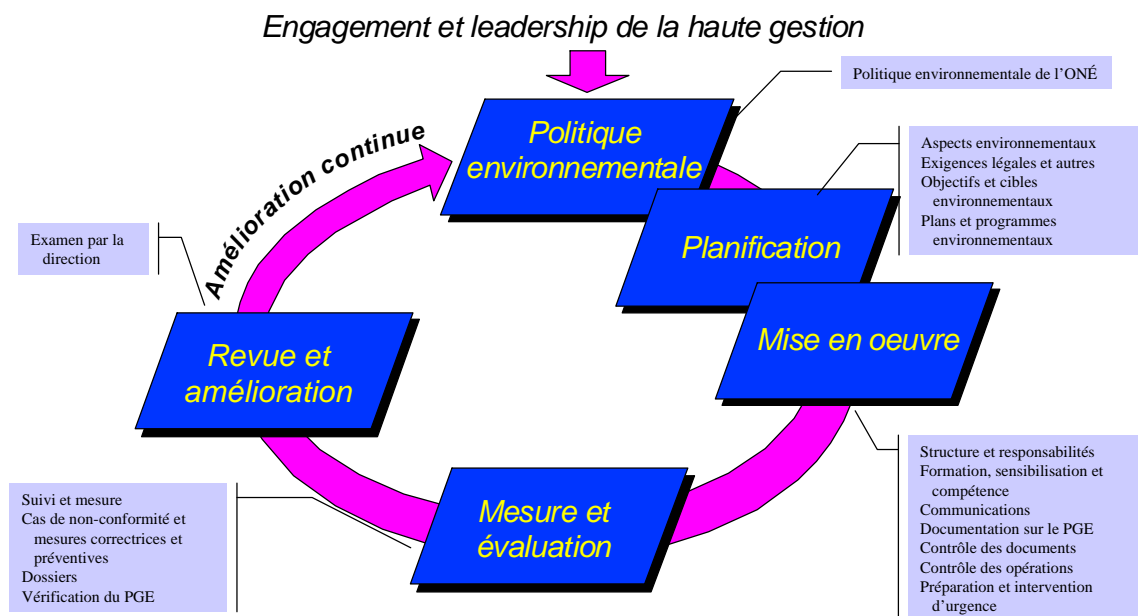 Engagement et leadership de la haute gestion
Politique environnementale de l'ONÉ
Politique
environnementale
Amélioration continue
Aspects environnementaux
Exigences légales et autres
Objectifs et cibles
environnementaux
Plans et programmes
environnementaux
Planification
Examen par la
direction
Mise en oeuvre
Revue et
amélioration
Structure et responsabilités
Formation, sensibilisation et
compétence
Communications
Documentation sur le PGE
Contrôle des documents
Contrôle des opérations
Préparation et intervention
d'urgence
Mesure et
évaluation
Suivi et mesure
Cas de non-conformité et
mesures correctrices et
préventives
Dossiers
Vérification du PGE